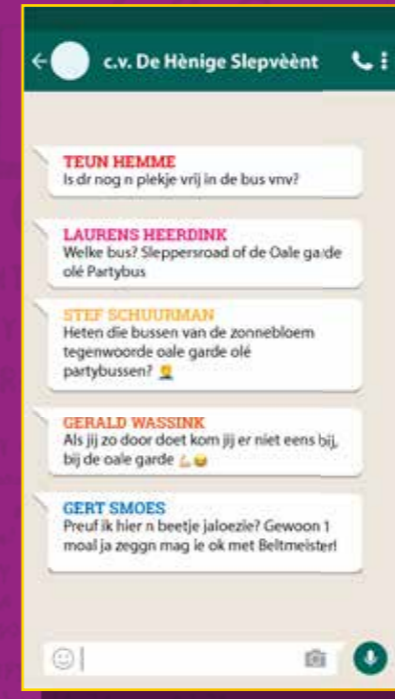 c.v. De Hènige Slepvèènt
TEUN HEMME
Is dr nog n plekje vrij in de bus vnv?
LAURENS HEERDINK
Welke bus? Sleppersroad of de Oale garde
olé Partybus
STEF SCHUURMAN
Heten die bussen van de zonnebloem
tegenwoorde oale garde olé
partybussen? 🤦
GERALD WASSINK
Als jij zo door doet kom jij er niet eens bij,
bij de oale garde 💪😂
GERT SMOES
Preuf ik hier n beetje jaloezie? Gewoon 1
moal ja zeggn mag ie ok met Beltmeister!